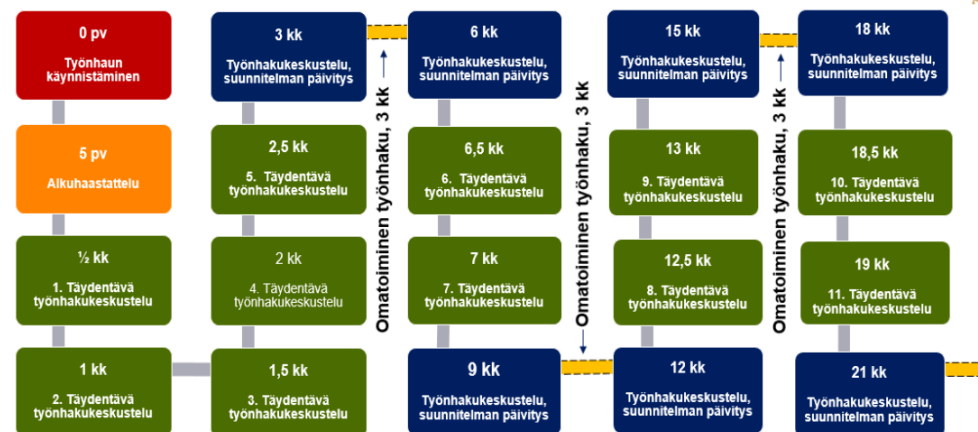 0 pv
Työnhaun
käynnistäminen
5 pv
Alkuhaastattelu
½ kk
1. Täydentävä
työnhakukeskustelu
1 kk
2. Täydentävä
työnhakukeskustelu
3 kk
Työnhakukeskustelu,
suunnitelman päivitys
2,5 kk
5. Täydentävä
työnhakukeskustelu
2 kk
4. Täydentävä
työnhakukeskustelu
1,5 kk
3. Täydentävä
työnhakukeskustelu
Omatoiminen työnhaku, 3 kk
6 kk
Työnhakukeskustelu,
suunnitelman päivitys
6,5 kk
6. Täydentävä
työnhakukeskustelu
7 kk
7. Täydentävä
työnhakukeskustelu
9 kk
Työnhakukeskustelu,
suunnitelman päivitys
Omatoiminen työnhaku, 3 kk
15 kk
Työnhakukeskustelu,
suunnitelman päivitys
13 kk
9. Täydentävä
työnhakukeskustelu
12,5 kk
8. Täydentävä
työnhakukeskustelu
12 kk
Työnhakukeskustelu,
suunnitelman päivitys
Omatoiminen työnhaku, 3 kk
18 kk
Työnhakukeskustelu,
suunnitelman päivitys
18,5 kk
10. Täydentävä
työnhakukeskustelu
19 kk
11. Täydentävä
työnhakukeskustelu
21 kk
Työnhakukeskustelu,
suunnitelman päivitys